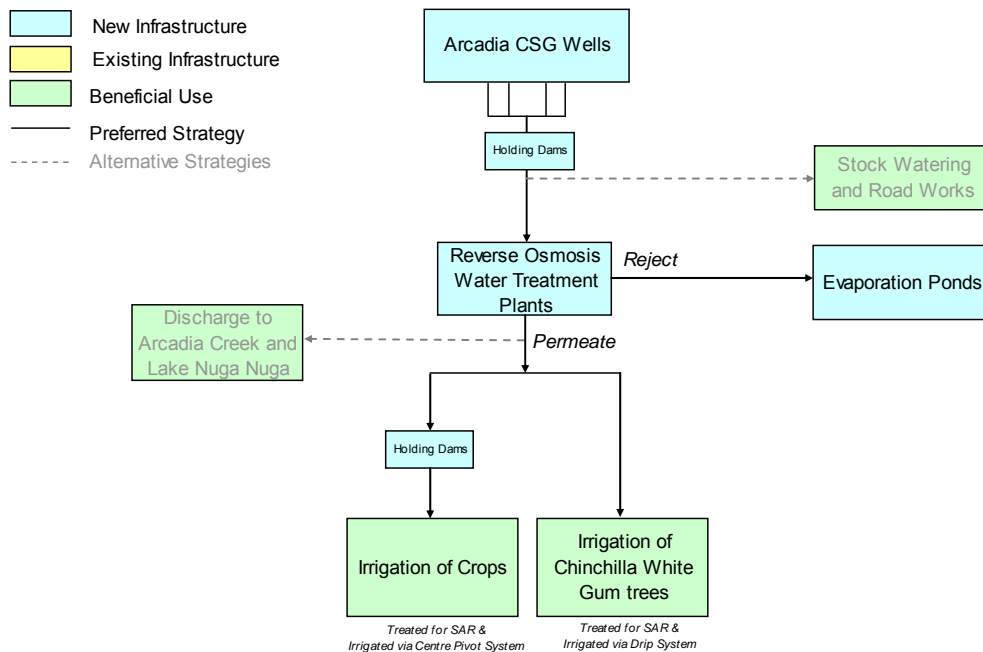 New Infrastructure
Existing Infrastructure
Beneficial Use
Preferred Strategy
Alternative Strategies
Arcadia CSG Wells
Holding Dams
Stock Watering
and Road Works
Reverse Osmosis
Water Treatment
Plants
Reject
Evaporation Ponds
Discharge to
Arcadia Creek and
Lake Nuga Nuga
Permeate
Holding Dams
Irrigation of Crops
Irrigation of
Chinchilla White
Gum trees
Treated for SAR &
Irrigated via Centre Pivot System
Treated for SAR &
Irrigated via Drip System